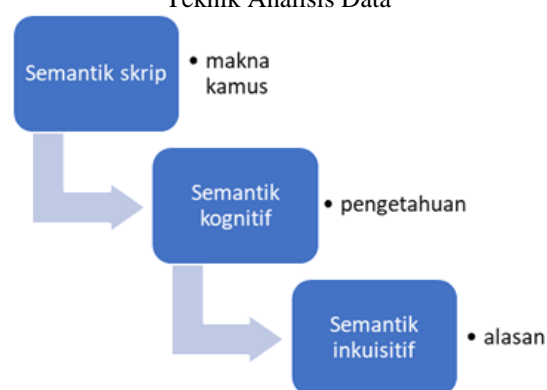 Teknik Analisis Data
Semantik skrip
• makna
kamus
Semantik
kognitif
• pengetahuan
Semantik
inkuisitif
• alasan